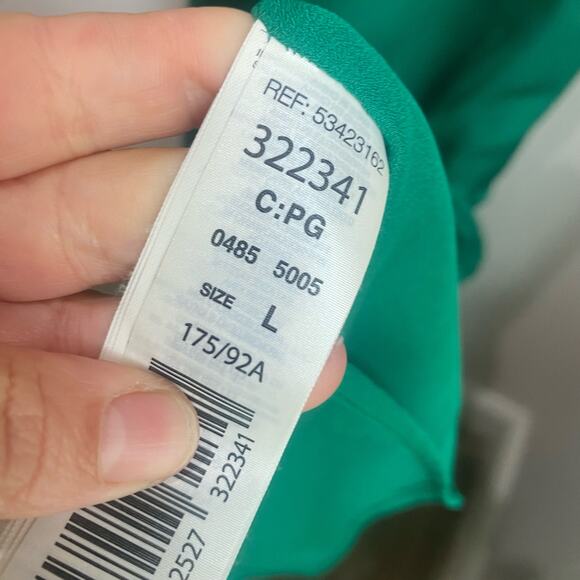 REF: 53423162
322341
C:PG
0485 5005
SIZE L
175/92A
322341
2527